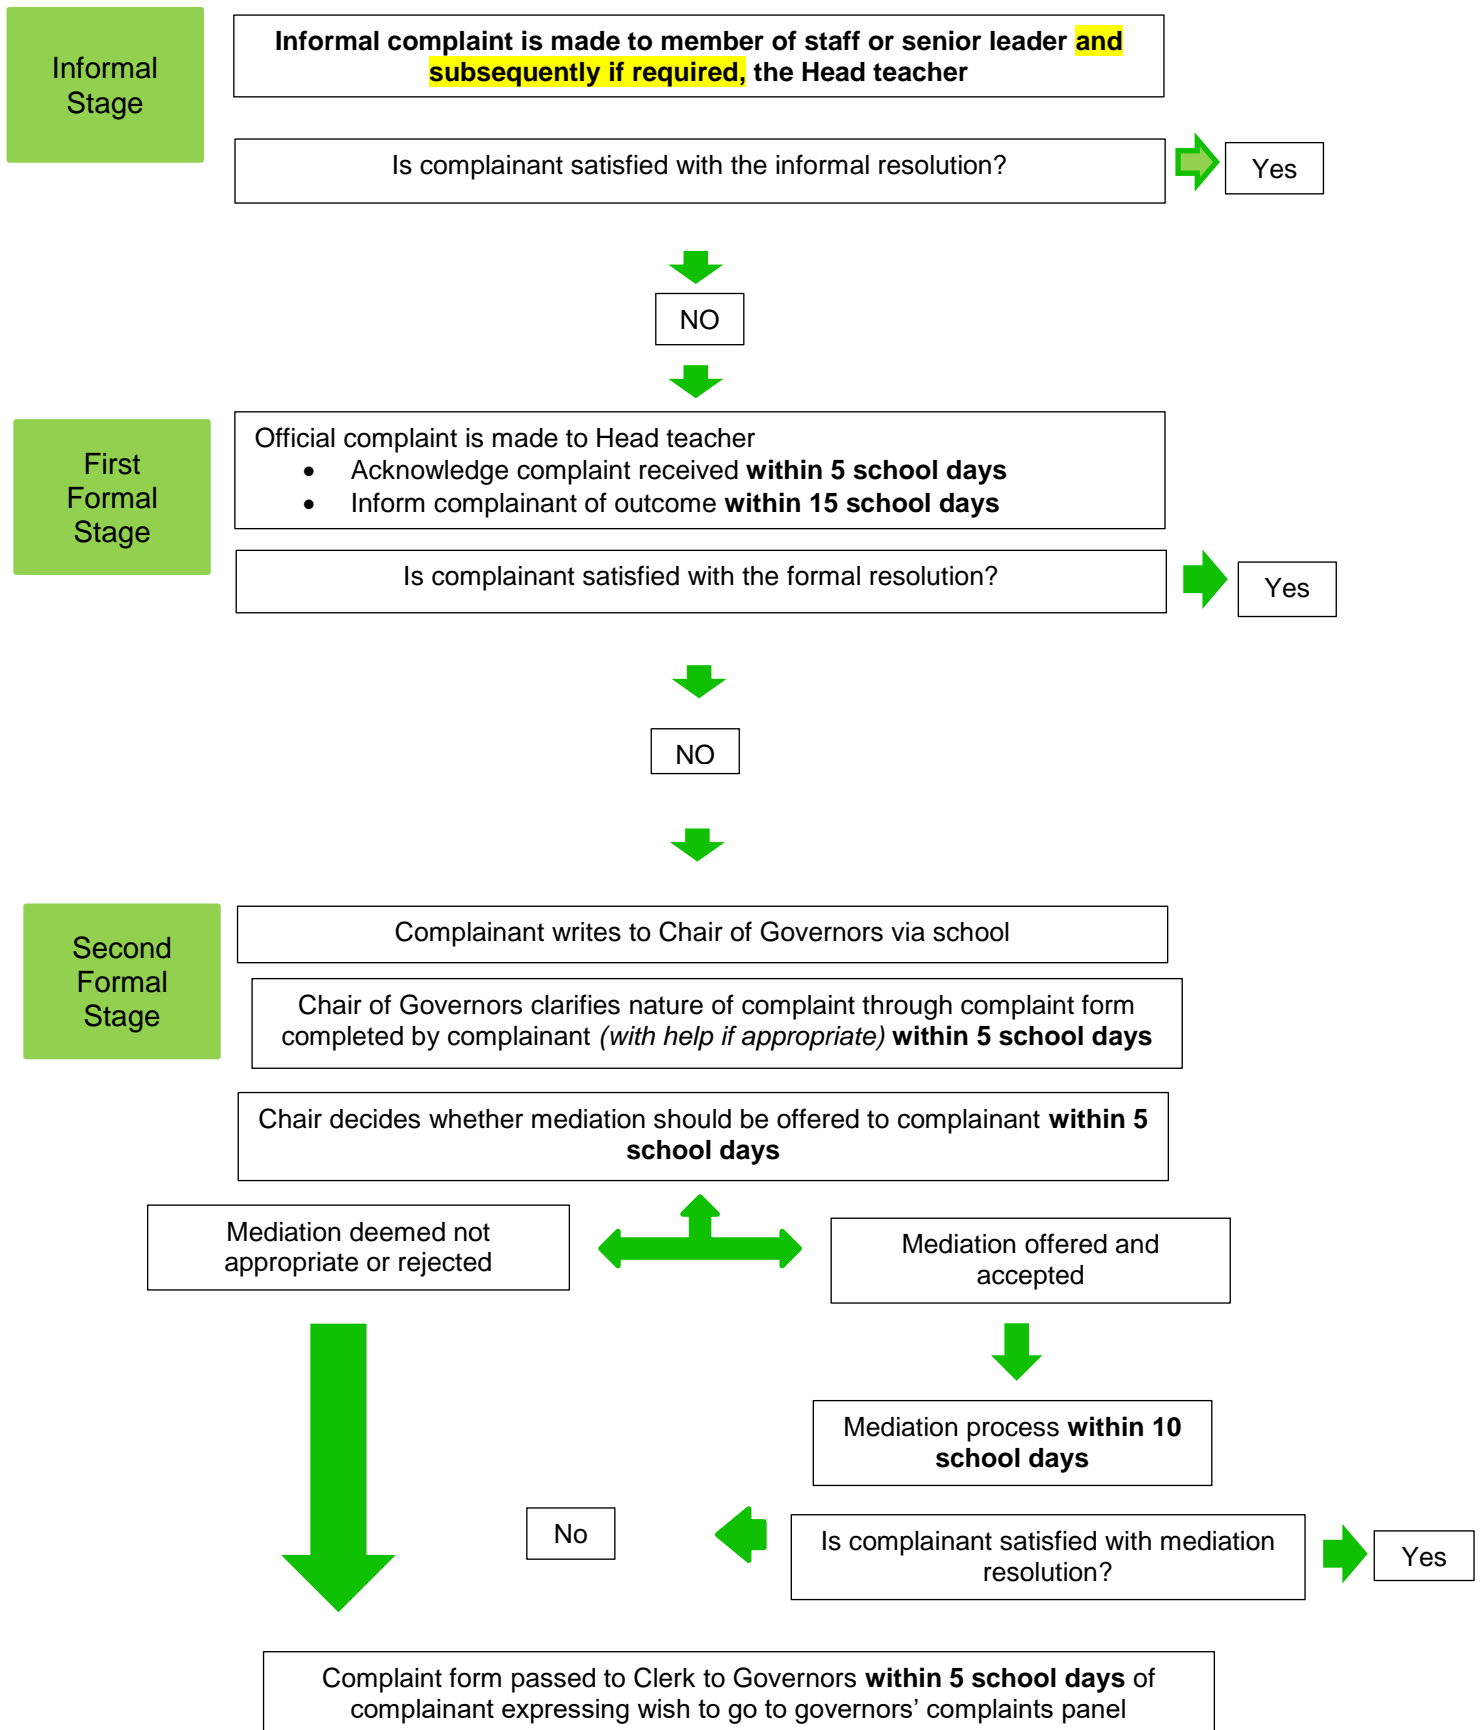 Informal
Stage
Informal complaint is made to member of staff or senior leader and
subsequently if required, the Head teacher
Is complainant satisfied with the informal resolution?
Yes
NO
First
Formal
Stage
Official complaint is made to Head teacher
• Acknowledge complaint received within 5 school days
• Inform complainant of outcome within 15 school days
Is complainant satisfied with the formal resolution?
Yes
NO
Second
Formal
Stage
Complainant writes to Chair of Governors via school
Chair of Governors clarifies nature of complaint through complaint form
completed by complainant (with help if appropriate) within 5 school days
Chair decides whether mediation should be offered to complainant within 5
school days
Mediation deemed not
appropriate or rejected
Mediation offered and
accepted
Mediation process within 10
school days
No
Is complainant satisfied with mediation
resolution?
Yes
Complaint form passed to Clerk to Governors within 5 school days of
complainant expressing wish to go to governors’ complaints panel